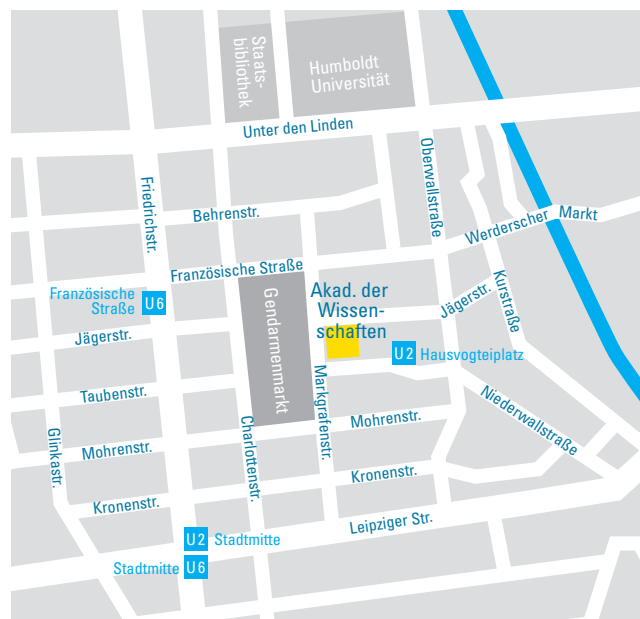 Staats-
bibliothek
Humboldt
Universität
Unter den Linden
Friedrichstr.
Oberwallstraße
Behrenstr.
Werderscher Markt
Französische Straße
Französische
Straße U6
Gendarmenmarkt
Akad. der
Wissen-
schaften
Jägerstr.
Kurstraße
Jägerstr.
U2 Hausvogteiplatz
Taubenstr.
Markgrafenstr.
Niederwallstraße
Charlottenstr.
Mohrenstr.
Glinkastr.
Mohrenstr.
Kronenstr.
Kronenstr.
Leipziger Str.
U2 Stadtmitte
Stadtmitte U6